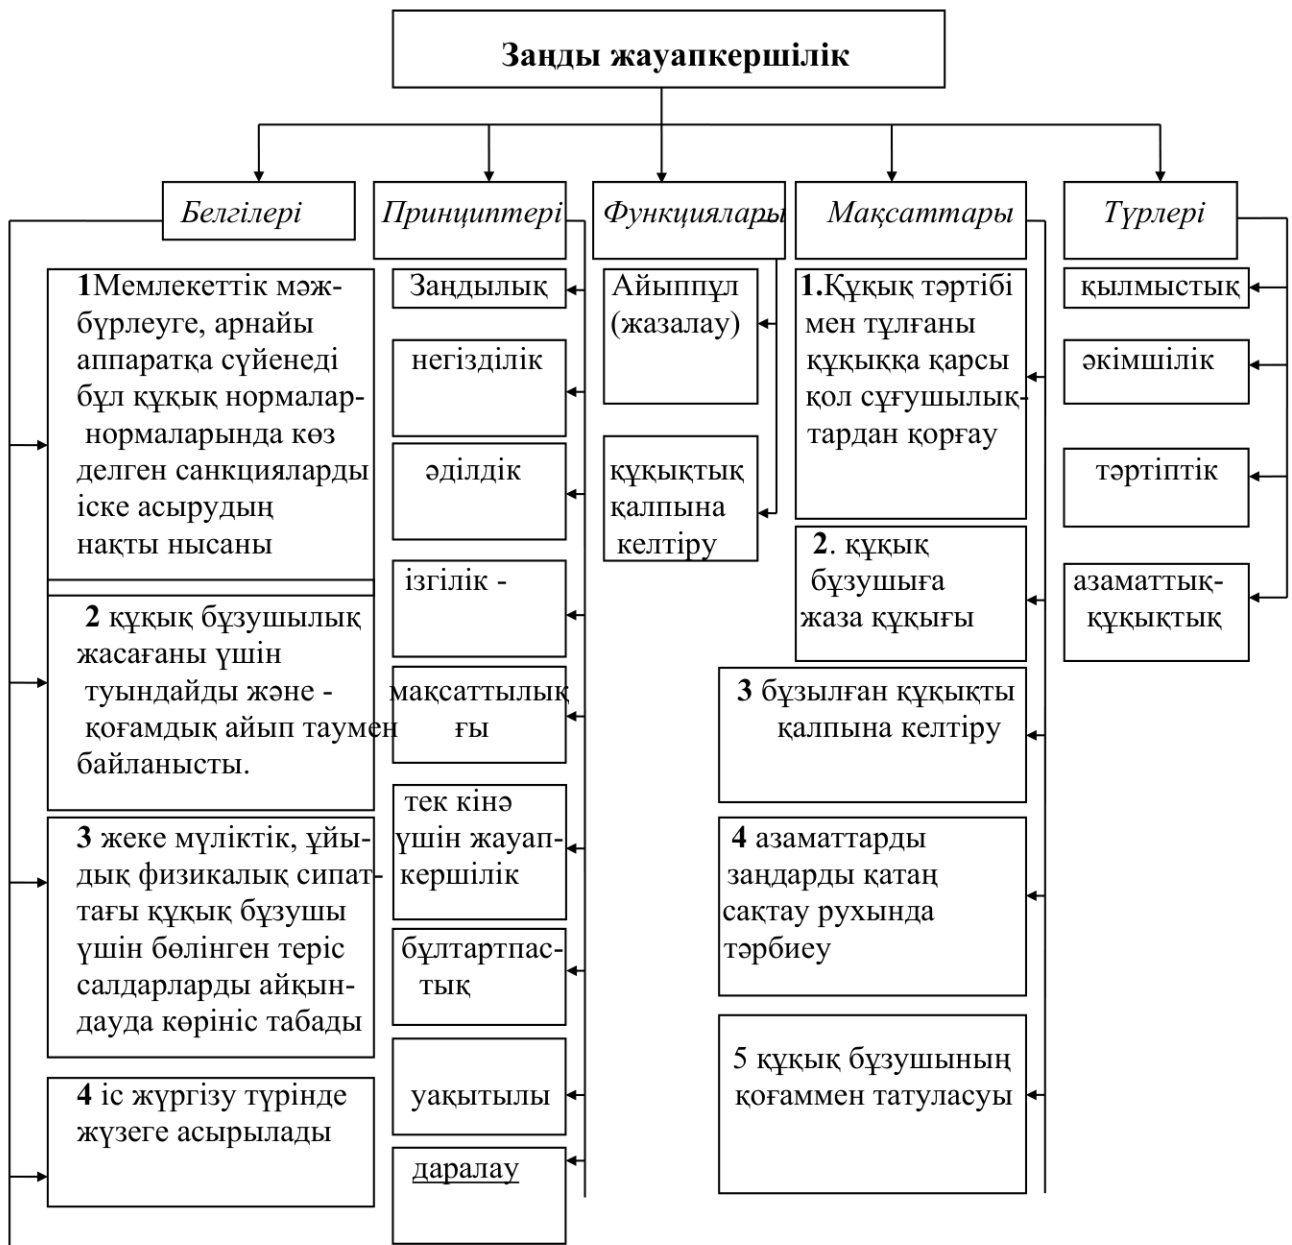 Заңды жауапкершілік
Белгілері
Принциптері
Функциялары
Мақсаттары
Түрлері
1Мемлекеттік мәж-
бүрлеуге, арнайы
аппаратқа сүйенеді
бұл құқық нормалар-
нормаларында көз
делген санкцияларды
іске асырудың
нақты нысаны
2 құқық бұзушылық
жасағаны үшін
туындайды және -
қоғамдық айып таумен
байланысты.
3 жеке мүліктік, ұйы-
дық физикалық сипат-
тағы құқық бұзушы
үшін бөлінген теріс
салдарларды айқын-
дауда көрініс табады
4 іс жүргізу түрінде
жүзеге асырылады
Заңдылық
негізділік
әділдік
ізгілік -
мақсаттылық
ғы
тек кінә
үшін жауап-
кершілік
бұлтартпас-
тық
уақытылы
даралау
Айыппұл
(жазалау)
құқықтық
қалпына
келтіру
1.Құқық тәртібі
мен тұлғаны
құқыққа қарсы
қол сұғушылық-
тардан қорғау
2. құқық
бұзушыға
жаза құқығы
3 бұзылған құқықты
қалпына келтіру
4 азаматтарды
заңдарды қатаң
сақтау рухында
тәрбиеу
5 құқық бұзушының
қоғаммен татуласуы
қылмыстық
әкімшілік
тәртіптік
азаматтық-
құқықтық